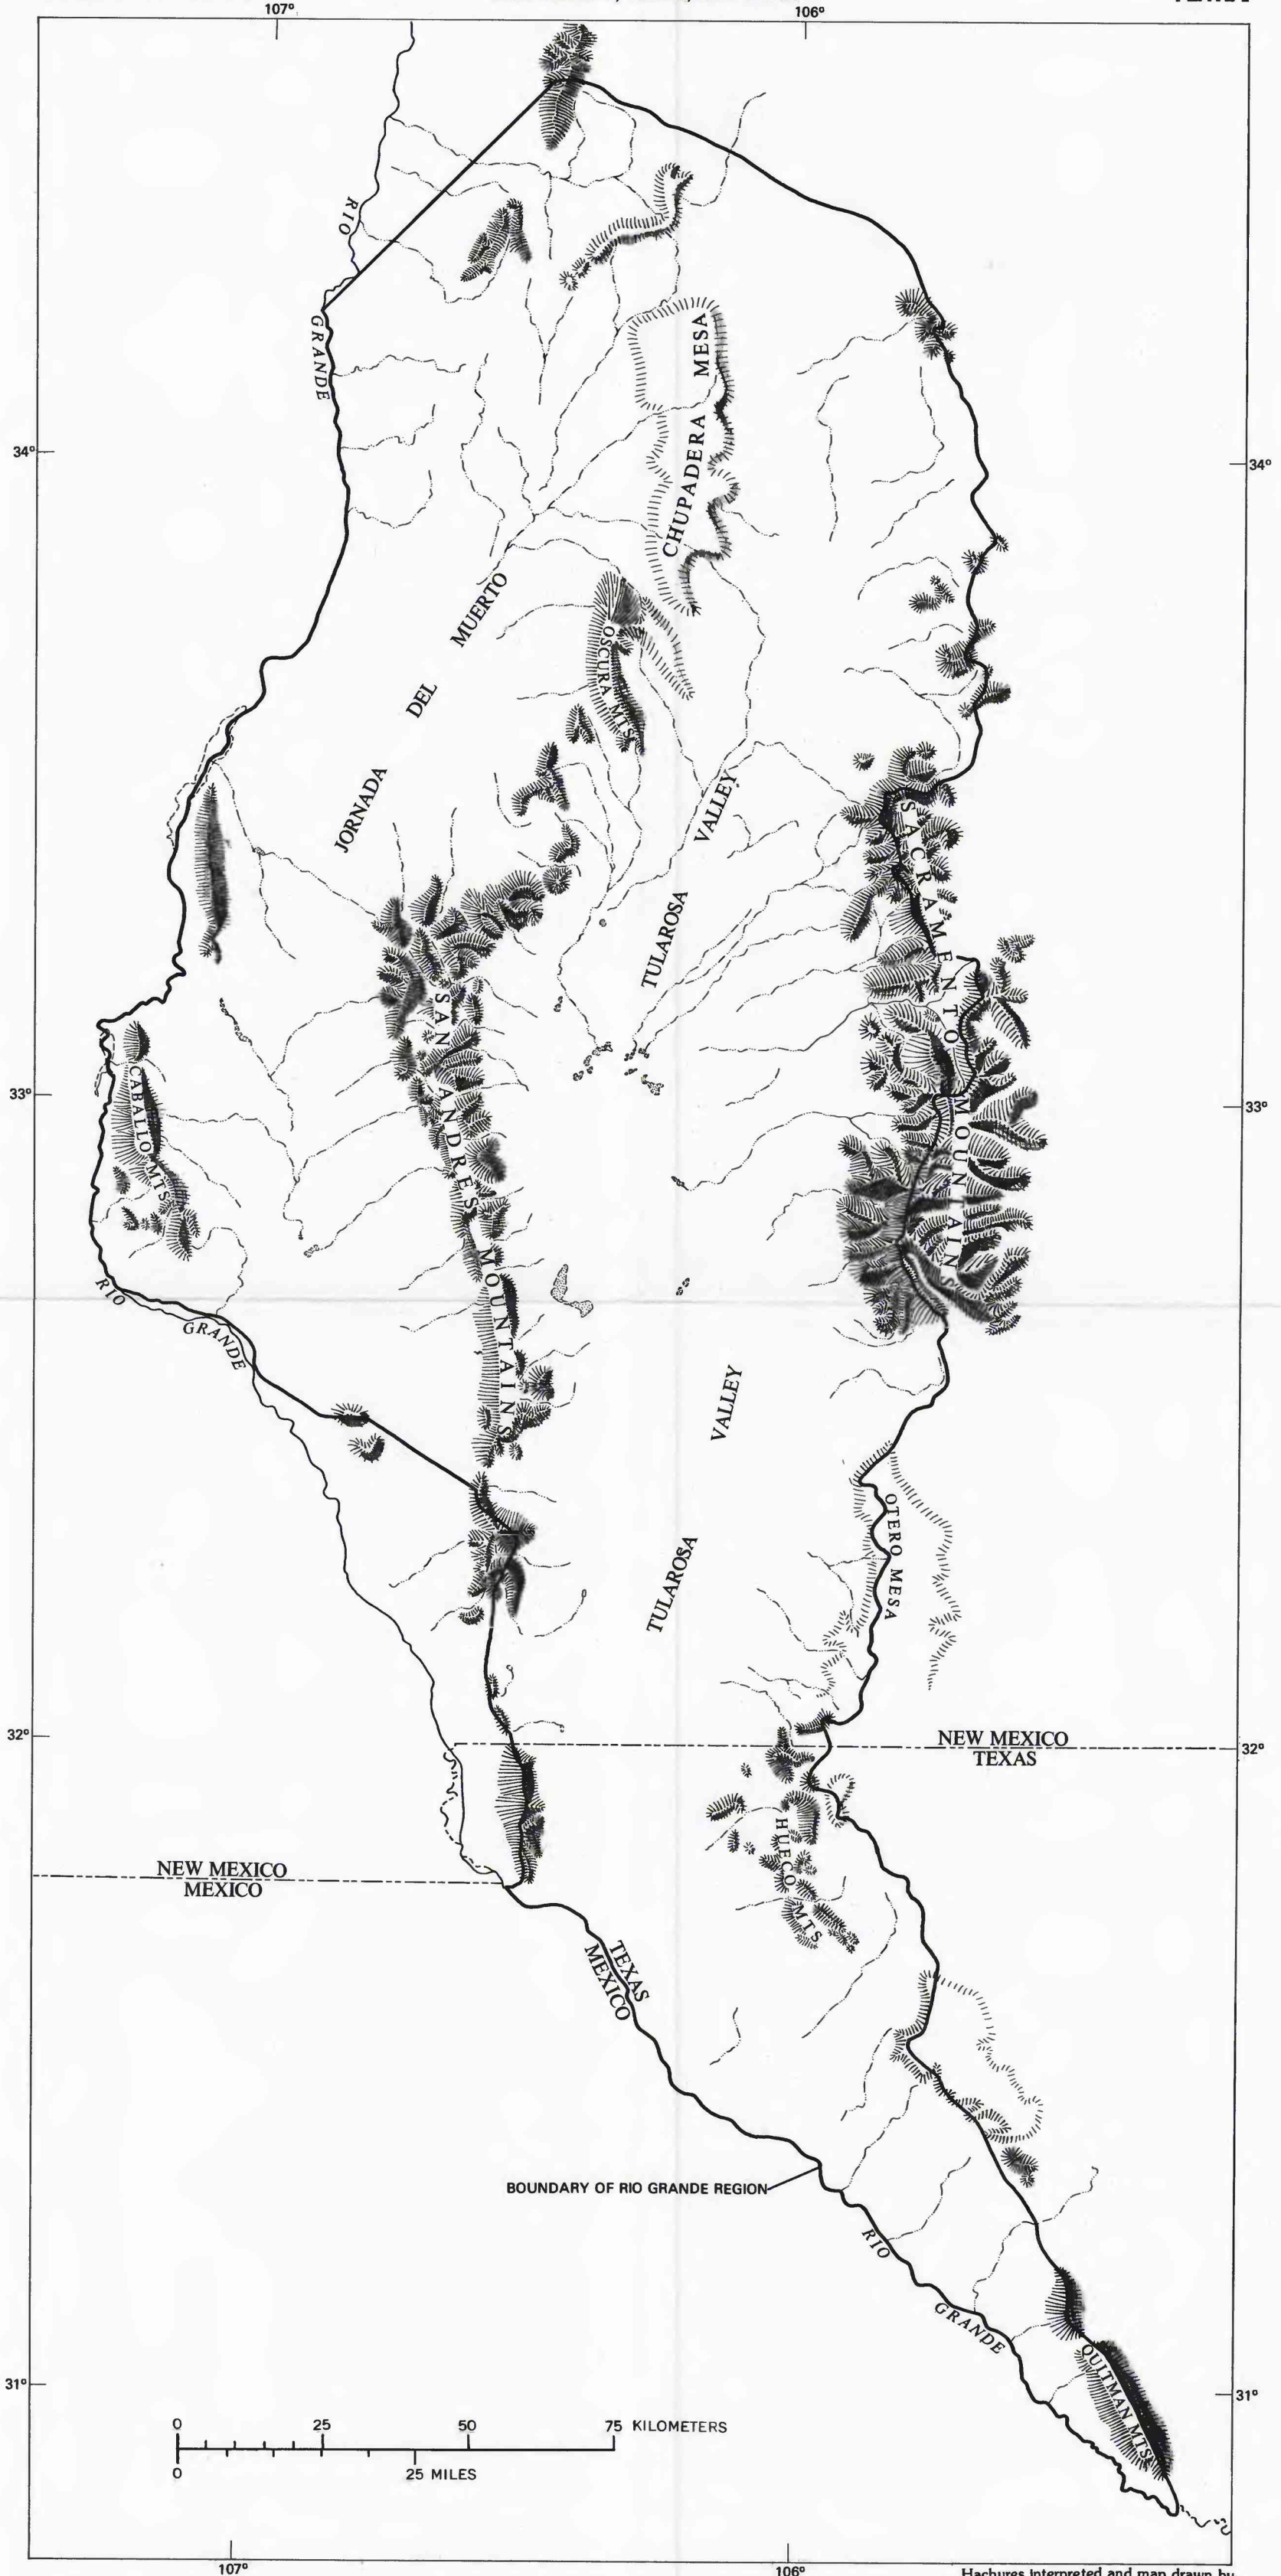 107° 106°
RIO
GRANDE
CHUPADERA MESA
34° 34°
JORNADA DEL MUERTO
OSCURA MTS
TULAROSA VALLEY
SACRAMENTO MOUNTAINS
SAN ANDRES MOUNTAINS
CABALLO MTS
33° 33°
RIO
GRANDE
TULAROSA VALLEY
OTERO MESA
32° 32°
NEW MEXICO
TEXAS
HUECO MTS
NEW MEXICO
MEXICO
TEXAS
MEXICO
BOUNDARY OF RIO GRANDE REGION
RIO
GRANDE
QUITMAN MTS
31° 31°
0 25 50 75 KILOMETERS
0 25 MILES
107° 106°
Hachures interpreted and map drawn by